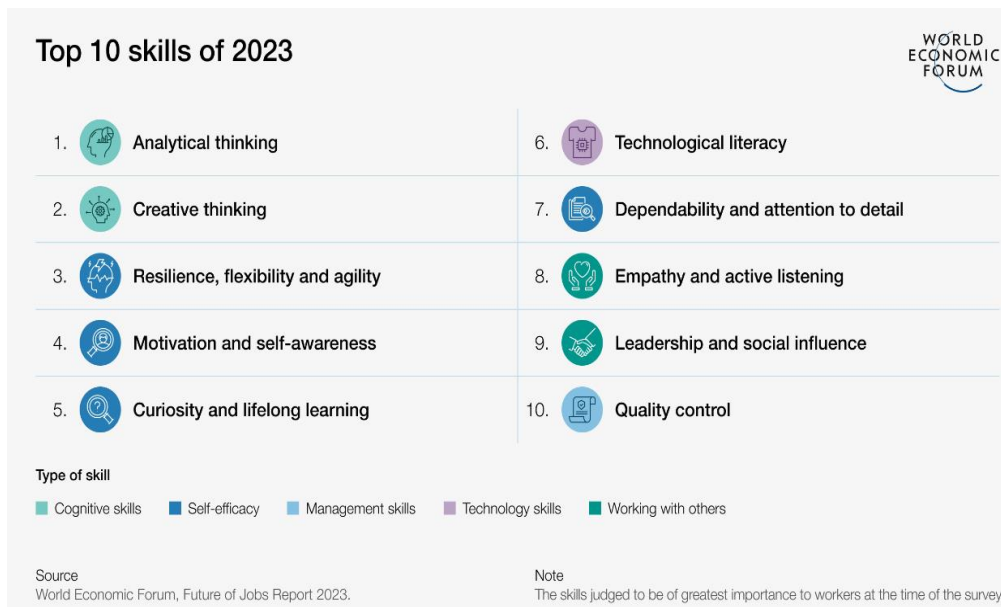 Top 10 skills of 2023
WORLD
ECONOMIC
FORUM
1. Analytical thinking
2. Creative thinking
3. Resilience, flexibility and agility
4. Motivation and self-awareness
5. Curiosity and lifelong learning
6. Technological literacy
7. Dependability and attention to detail
8. Empathy and active listening
9. Leadership and social influence
10. Quality control
Type of skill
Cognitive skills Self-efficacy Management skills Technology skills Working with others
Source
World Economic Forum, Future of Jobs Report 2023.
Note
The skills judged to be of greatest importance to workers at the time of the survey